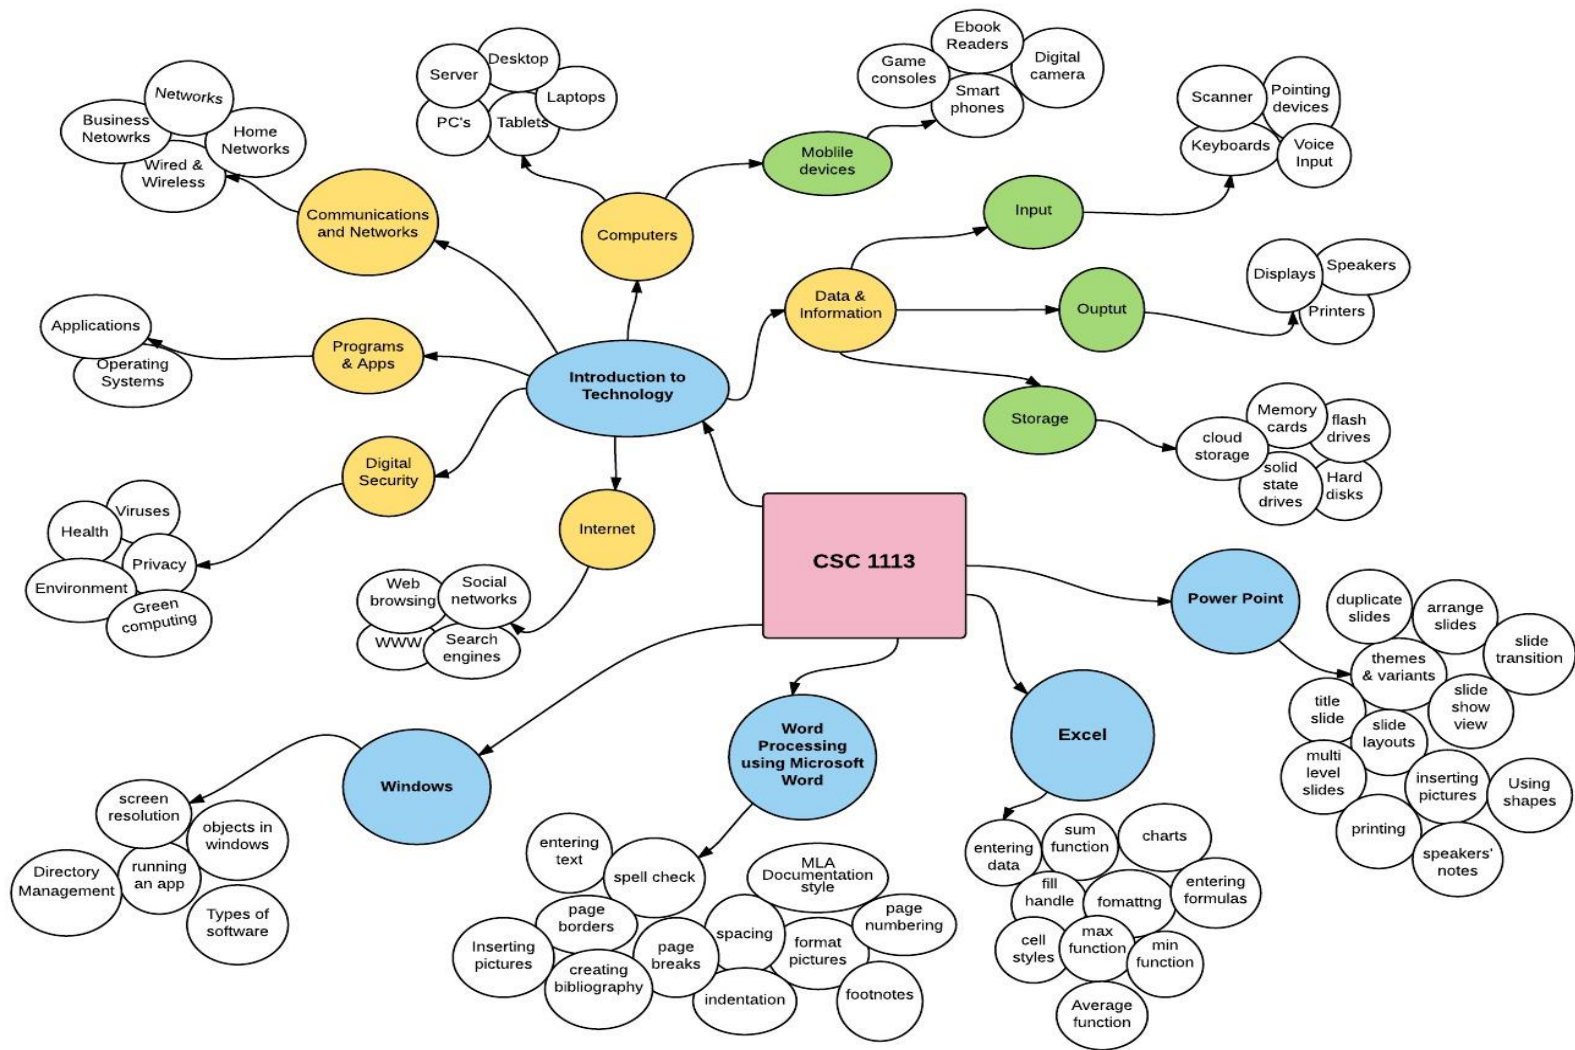 Networks
Business
Netowrks
Home
Networks
Wired &
Wireless
Communications
and Networks
Server
Desktop
Laptops
PC's
Tablets
Computers
Moblile
devices
Game
consoles
Ebook
Readers
Digital
camera
Smart
phones
Scanner
Pointing
devices
Keyboards
Voice
Input
Input
Data &
Information
Ouptut
Displays
Speakers
Printers
Storage
Memory
cards
flash
drives
cloud
storage
solid
state
drives
Hard
disks
Applications
Operating
Systems
Programs
& Apps
Introduction to
Technology
Digital
Security
Viruses
Health
Privacy
Environment
Green
computing
Internet
Web
browsing
Social
networks
WWW
Search
engines
CSC 1113
Power Point
duplicate
slides
arrange
slides
slide
transition
themes
& variants
title
slide
slide
show
view
slide
layouts
multi
level
slides
inserting
pictures
Using
shapes
printing
speakers'
notes
Windows
screen
resolution
objects in
windows
Directory
Management
running
an app
Types of
software
Word
Processing
using Microsoft
Word
entering
text
spell check
MLA
Documentation
style
page
borders
page
numbering
spacing
Inserting
pictures
page
breaks
format
pictures
creating
bibliography
indentation
footnotes
Excel
entering
data
sum
function
charts
fill
handle
fomattng
entering
formulas
cell
styles
max
function
min
function
Average
function